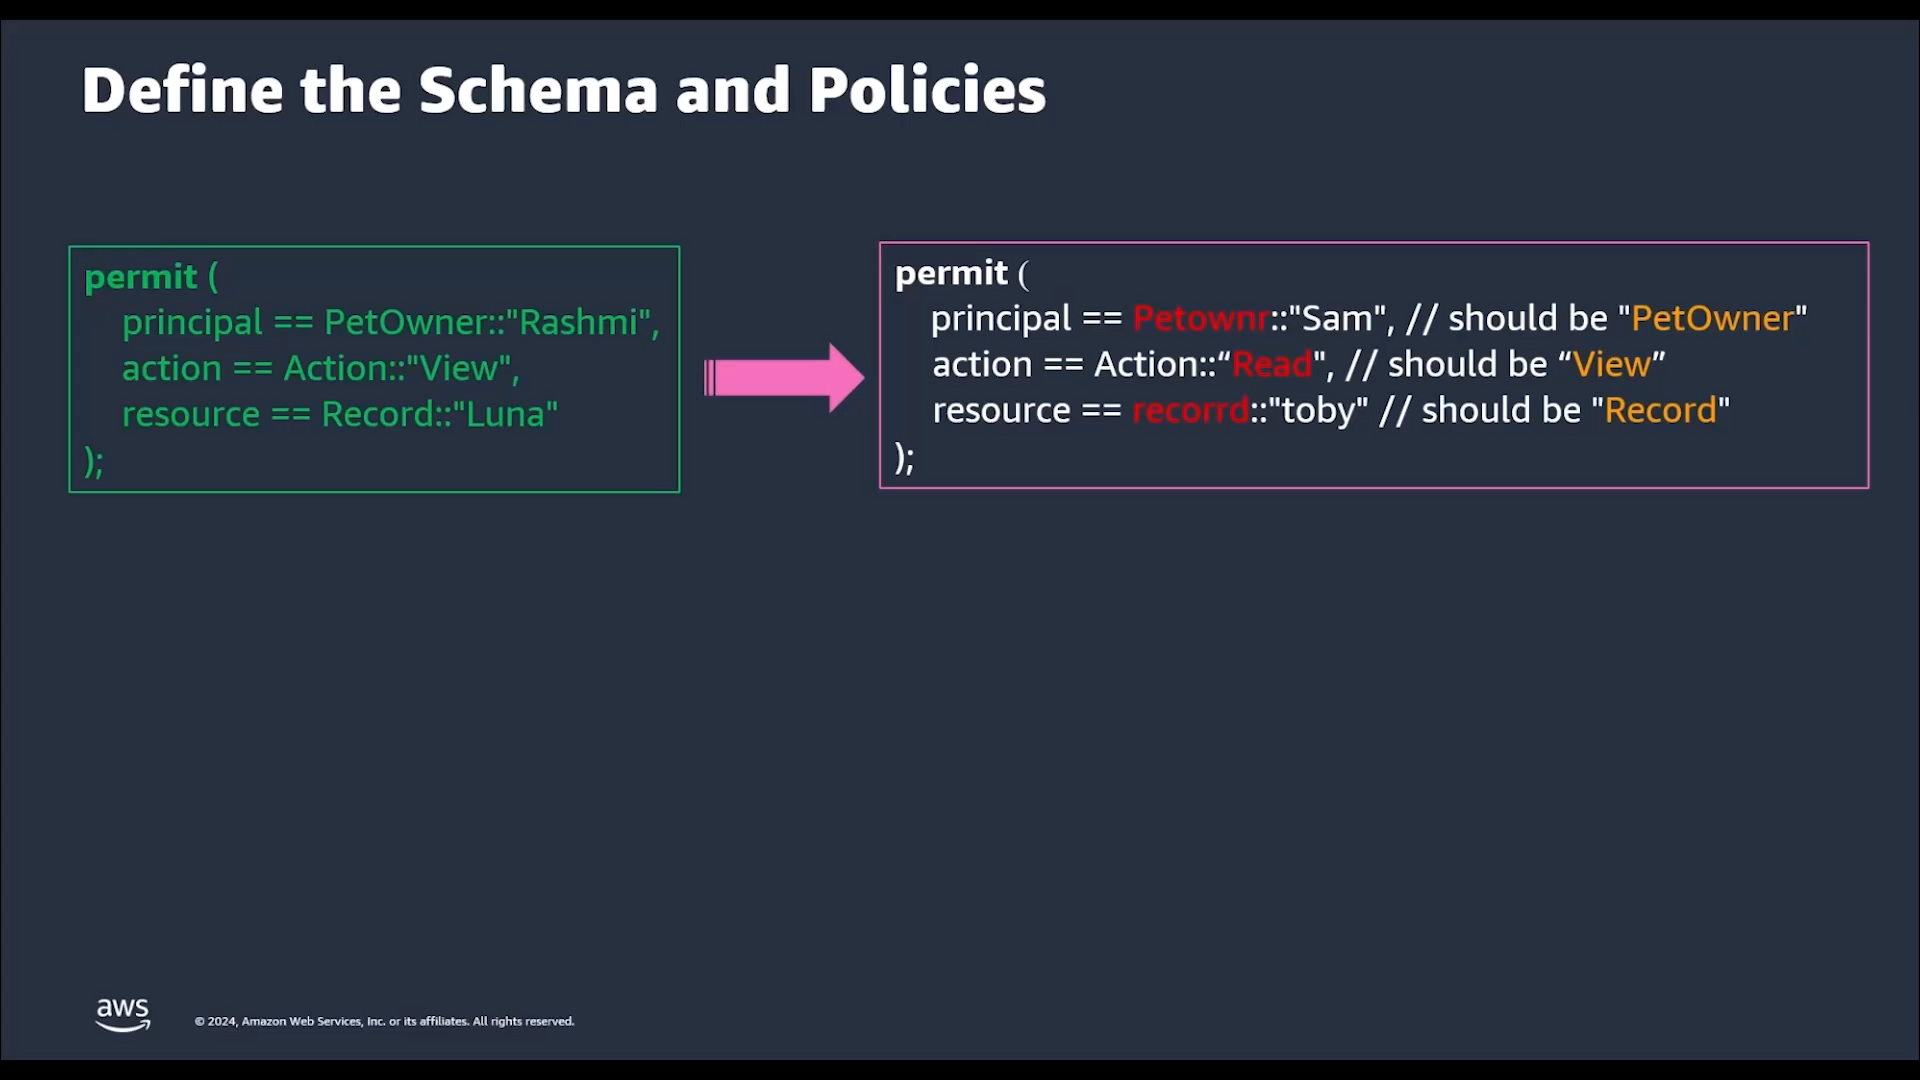 Define the Schema and Policies
permit (
principal == PetOwner::"Rashmi",
action == Action::"View",
resource == Record::"Luna"
);
permit (
principal == Petownr::"Sam", // should be "PetOwner"
action == Action::“Read", // should be “View”
resource == recorrd::"toby" // should be "Record"
);
aws
© 2024, Amazon Web Services, Inc. or its affiliates. All rights reserved.